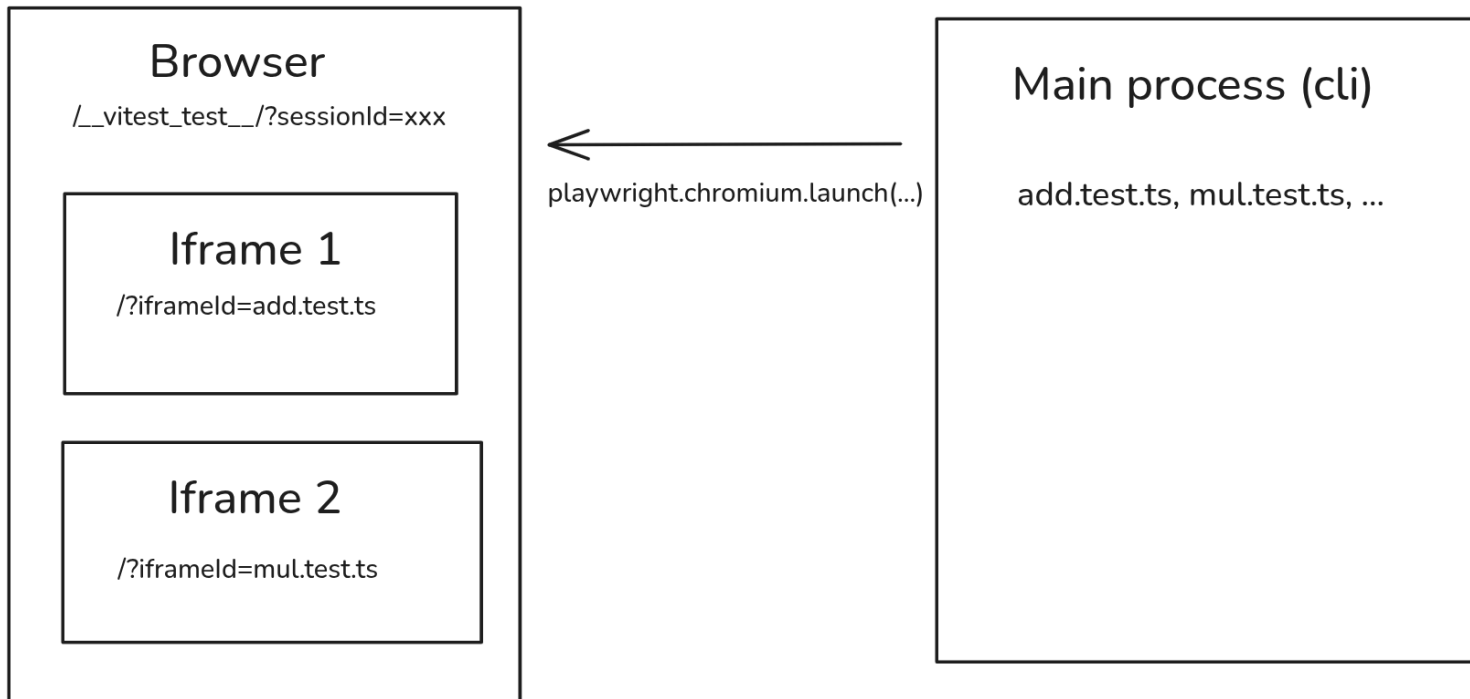 Browser
/__vitest_test__/?sessionId=xxx
Iframe 1
/?iframeId=add.test.ts
Iframe 2
/?iframeId=mul.test.ts
playwright.chromium.launch(...)
Main process (cli)
add.test.ts, mul.test.ts, ...